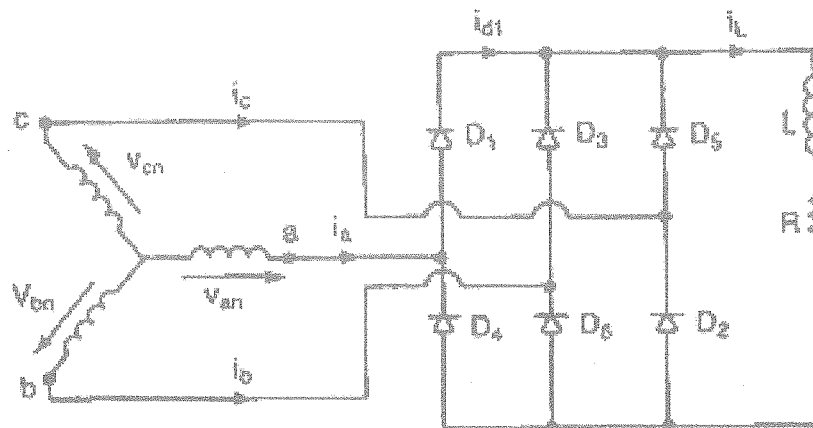 i_d1
i_L
c
i_c
D_1
D_3
D_5
L
v_cn
R
a
i_a
v_an
v_bn
D_4
D_6
D_2
b
i_b